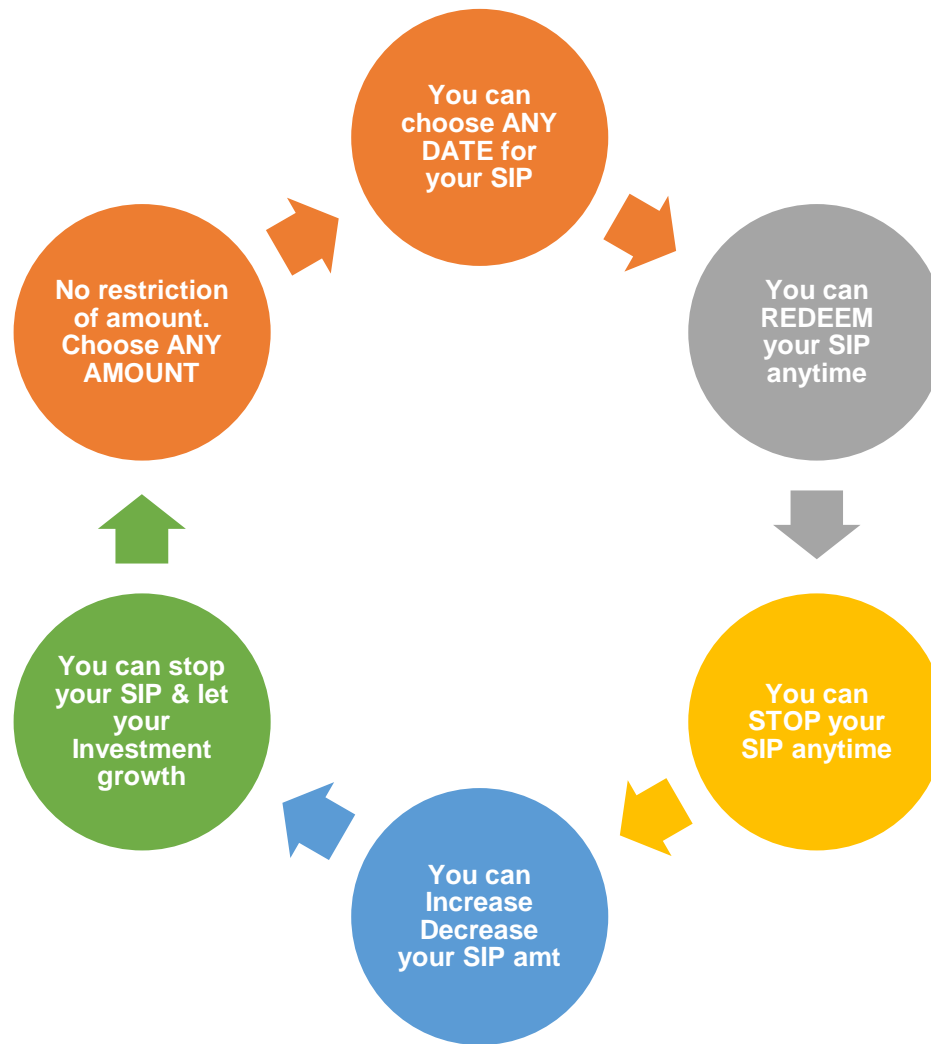 You can
choose ANY
DATE for
your SIP
You can
REDEEM
your SIP
anytime
You can
STOP your
SIP anytime
You can
Increase
Decrease
your SIP amt
You can stop
your SIP & let
your
Investment
growth
No restriction
of amount.
Choose ANY
AMOUNT